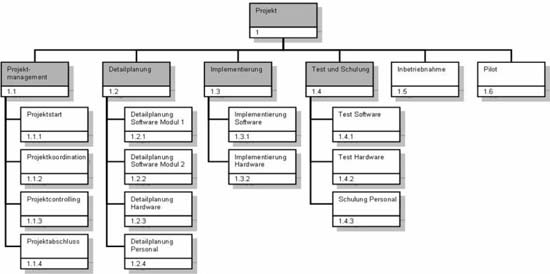 Projekt
1
Projekt-
management
1.1
Detailplanung
1.2
Implementierung
1.3
Test und Schulung
1.4
Inbetriebnahme
1.5
Pilot
1.6
Projektstart
1.1.1
Projektkoordination
1.1.2
Projektcontrolling
1.1.3
Projektabschluss
1.1.4
Detailplanung
Software Modul 1
1.2.1
Detailplanung
Software Modul 2
1.2.2
Detailplanung
Hardware
1.2.3
Detailplanung
Personal
1.2.4
Implementierung
Software
1.3.1
Implementierung
Hardware
1.3.2
Test Software
1.4.1
Test Hardware
1.4.2
Schulung Personal
1.4.3